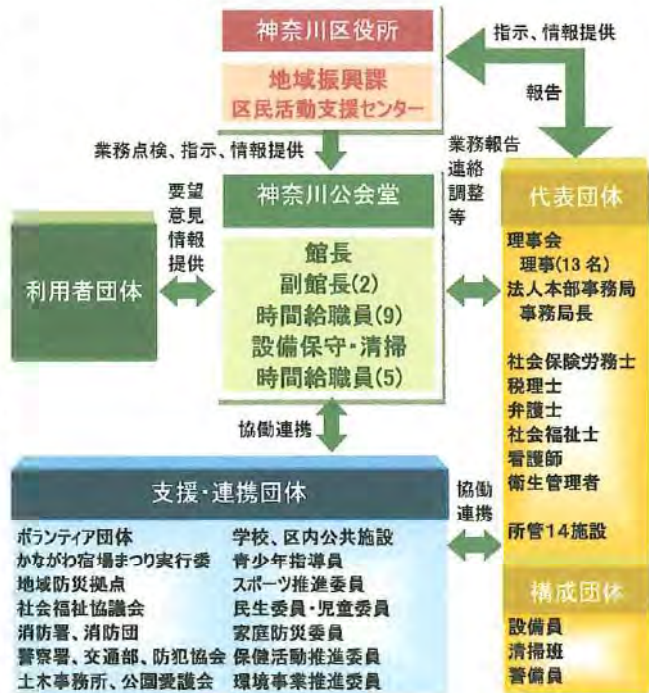 神奈川区役所
地域振興課
区民活動支援センター
指示、情報提供
報告
業務点検、指示、情報提供
業務報告
連絡
調整
等
要望
意見
情報
提供
神奈川公会堂
館長
副館長(2)
時間給職員(9)
設備保守・清掃
時間給職員(5)
利用者団体
代表団体
理事会
理事(13名)
法人本部事務局
事務局長
社会保険労務士
税理士
弁護士
社会福祉士
看護師
衛生管理者
所管14施設
構成団体
設備員
清掃班
警備員
協働連携
協働
連携
支援・連携団体
ボランティア団体
かながわ宿場まつり実行委
地域防災拠点
社会福祉協議会
消防署、消防団
警察署、交通部、防犯協会
土木事務所、公園愛護会
学校、区内公共施設
青少年指導員
スポーツ推進委員
民生委員・児童委員
家庭防災委員
保健活動推進委員
環境事業推進委員